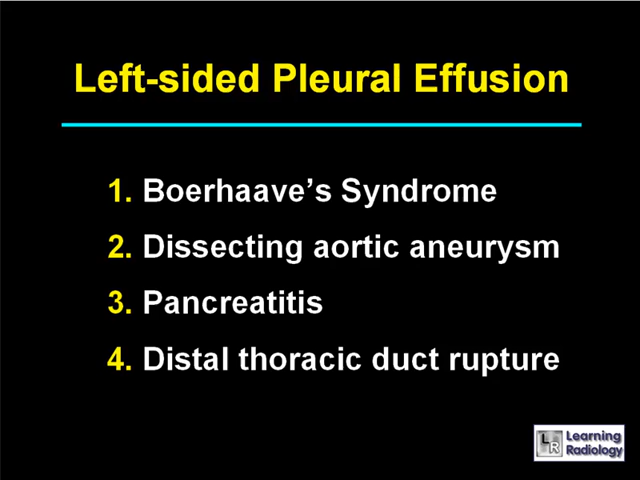 Left-sided Pleural Effusion
1. Boerhaave's Syndrome
2. Dissecting aortic aneurysm
3. Pancreatitis
4. Distal thoracic duct rupture
LR Learning
Radiology